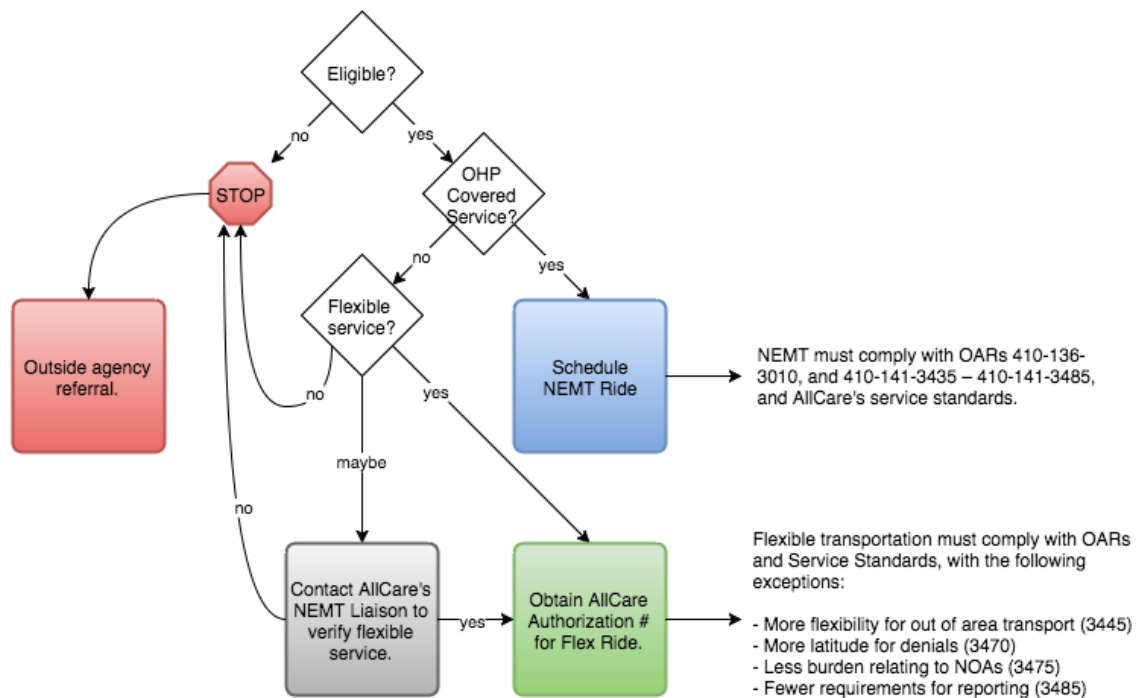 Eligible?
no
yes
STOP
OHP
Covered
Service?
no
yes
Outside agency
referral.
Flexible
service?
Schedule
NEMT Ride
NEMT must comply with OARs 410-136-
3010, and 410-141-3435 – 410-141-3485,
and AllCare's service standards.
no
yes
maybe
no
Contact AllCare's
NEMT Liaison to
verify flexible
service.
yes
Obtain AllCare
Authorization #
for Flex Ride.
Flexible transportation must comply with OARs
and Service Standards, with the following
exceptions:
- More flexibility for out of area transport (3445)
- More latitude for denials (3470)
- Less burden relating to NOAs (3475)
- Fewer requirements for reporting (3485)